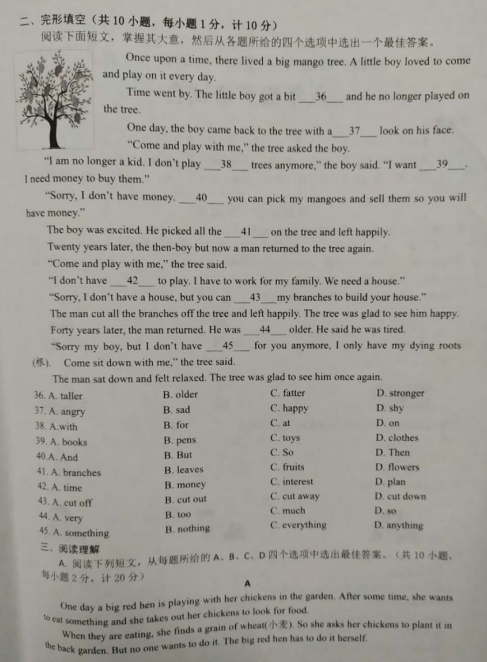 二、完形填空（共 10 小题，每小题 1 分，计 10 分）
阅读下面短文，掌握其大意，然后从各题所给的四个选项中选出一个最佳答案。
Once upon a time, there lived a big mango tree. A little boy loved to come
and play on it every day.
Time went by. The little boy got a bit ___36___ and he no longer played on
the tree.
One day, the boy came back to the tree with a___37___ look on his face.
“Come and play with me,” the tree asked the boy.
“I am no longer a kid. I don't play ___38___ trees anymore,” the boy said. “I want ___39___.
I need money to buy them.”
“Sorry, I don't have money. ___40___ you can pick my mangoes and sell them so you will
have money.”
The boy was excited. He picked all the ___41___ on the tree and left happily.
Twenty years later, the then-boy but now a man returned to the tree again.
“Come and play with me,” the tree said.
“I don't have ___42___ to play. I have to work for my family. We need a house.”
“Sorry, I don't have a house, but you can ___43___ my branches to build your house.”
The man cut all the branches off the tree and left happily. The tree was glad to see him happy.
Forty years later, the man returned. He was ___44___ older. He said he was tired.
“Sorry my boy, but I don't have ___45___ for you anymore, I only have my dying roots
(根). Come sit down with me,” the tree said.
The man sat down and felt relaxed. The tree was glad to see him once again.
36. A. taller B. older C. fatter D. stronger
37. A. angry B. sad C. happy D. shy
38. A.with B. for C. at D. on
39. A. books B. pens C. toys D. clothes
40.A. And B. But C. So D. Then
41. A. branches B. leaves C. fruits D. flowers
42. A. time B. money C. interest D. plan
43. A. cut off B. cut out C. cut away D. cut down
44. A. very B. too C. much D. so
45. A. something B. nothing C. everything D. anything
三、阅读理解
A. 阅读下列短文，从每题所给的 A、B、C、D 四个选项中选出最佳答案。（共 10 小题，
每小题 2 分，计 20 分）
A
One day a big red hen is playing with her chickens in the garden. After some time, she wants
to eat something and she takes out her chickens to look for food.
When they are eating, she finds a grain of wheat(小麦). So she asks her chickens to plant it in
the back garden. But no one wants to do it. The big red hen has to do it herself.